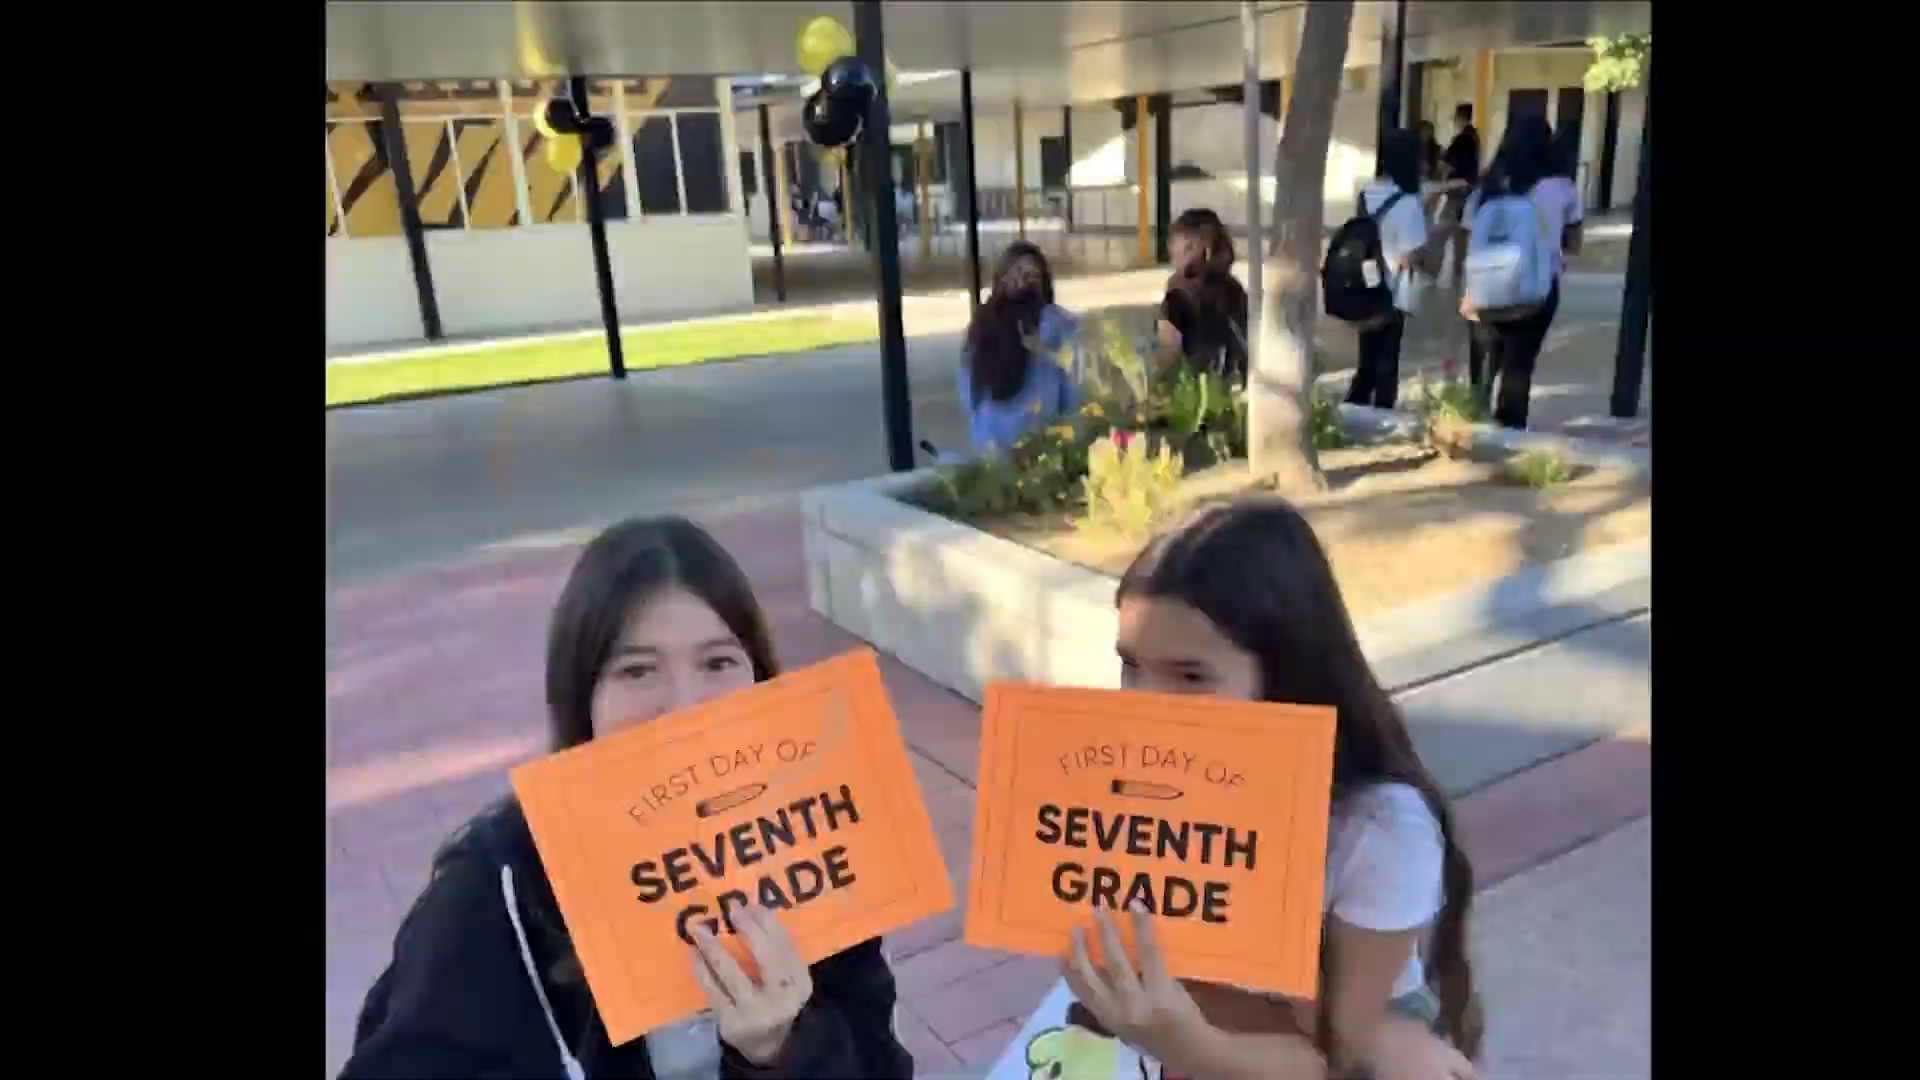 FIRST DAY OF
SEVENTH
GRADE
FIRST DAY OF
SEVENTH
GRADE